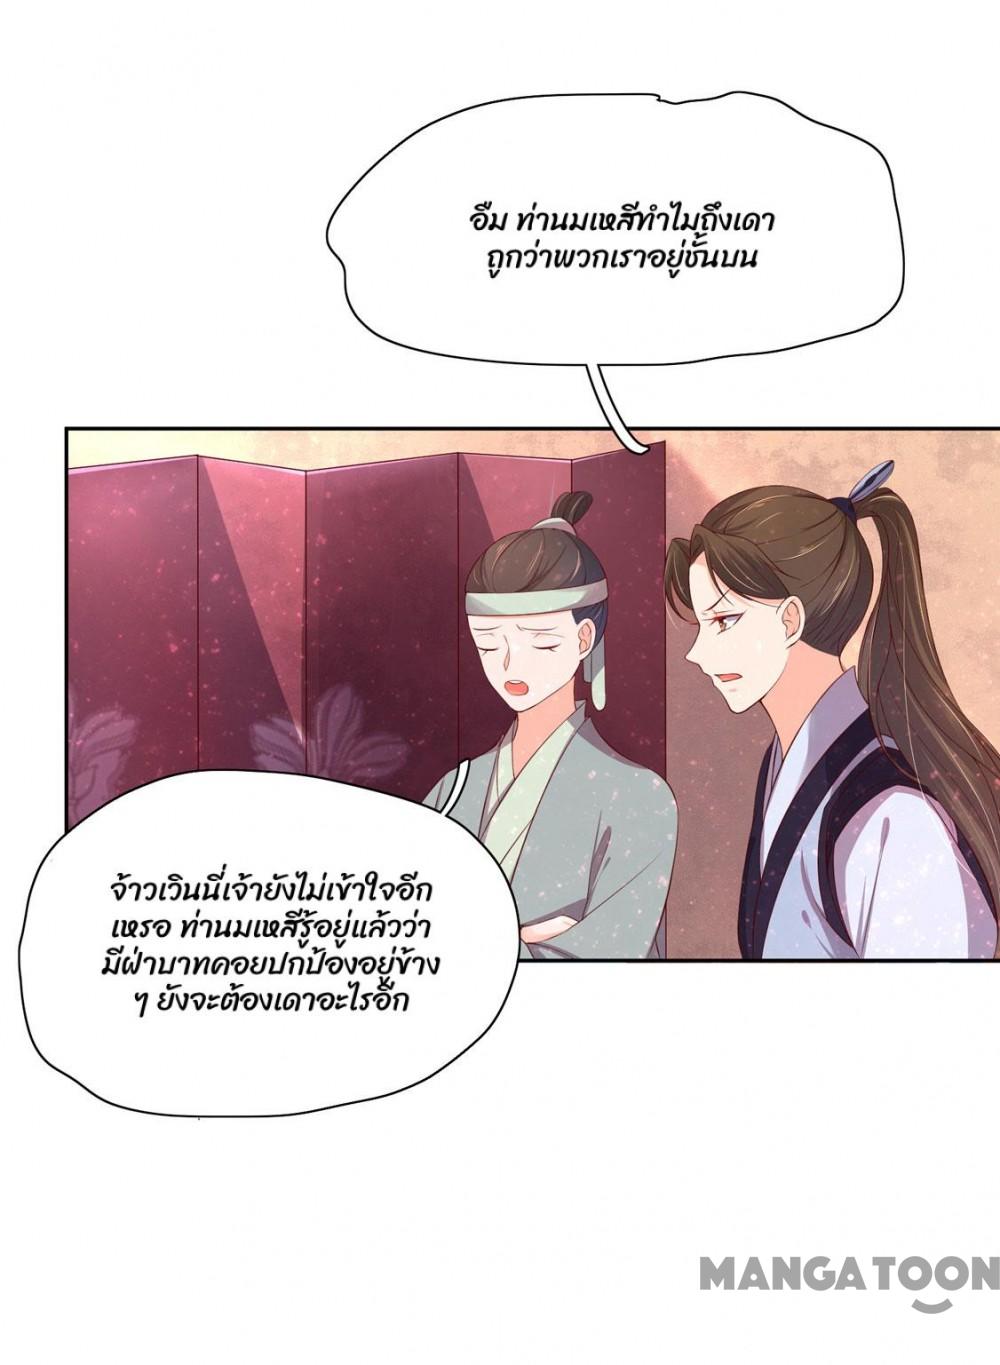 อืม ท่านมเหสีทำไมถึงเดา
ถูกว่าพวกเราอยู่ชั้นบน
จ้าวเวินนี่เจ้ายังไม่เข้าใจอีก
เหรอ ท่านมเหสีรู้อยู่แล้วว่า
มีฝ่าบาทคอยปกป้องอยู่ข้าง
ๆ ยังจะต้องเดาอะไรอีก
MANGATOON